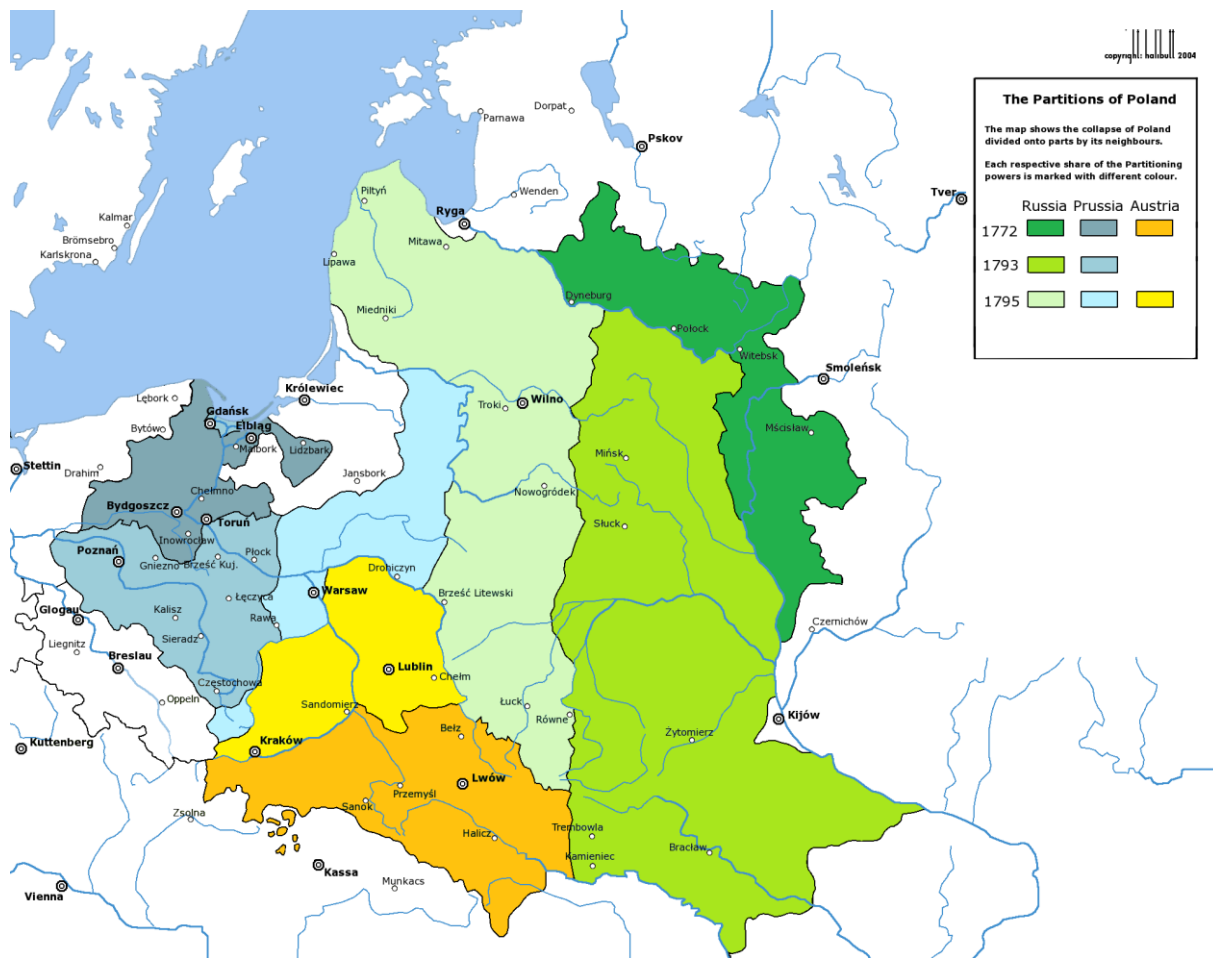 copyright: halibutt 2004
The Partitions of Poland
The map shows the collapse of Poland
divided onto parts by its neighbours.
Each respective share of the Partitioning
powers is marked with different colour.
Russia Prussia Austria
1772
1793
1795
Parnawa
Dorpat
Pskov
Tver
Piltyń
Wenden
Kalmar
Ryga
Brömsebro
Mitawa
Karlskrona
Lipawa
Dyneburg
Miedniki
Połock
Witebsk
Smoleńsk
Królewiec
Lębork
Troki
Wilno
Gdańsk
Bytów
Elbląg
Malbork
Lidzbark
Mścisław
Mińsk
Stettin
Drahim
Jansbork
Chełmno
Nowogródek
Bydgoszcz
Toruń
Słuck
Inowrocław
Poznań
Płock
Gniezno
Brześć Kuj.
Drohiczyn
Warsaw
Brześć Litewski
Łęczyca
Glogau
Kalisz
Rawa
Czernichów
Sieradz
Liegnitz
Breslau
Lublin
Chełm
Częstochowa
Oppeln
Sandomierz
Łuck
Równe
Kijów
Bełz
Żytomierz
Kuttenberg
Kraków
Lwów
Przemyśl
Sanok
Zsolna
Halicz
Trembowla
Bracław
Kamieniec
Kassa
Munkacs
Vienna